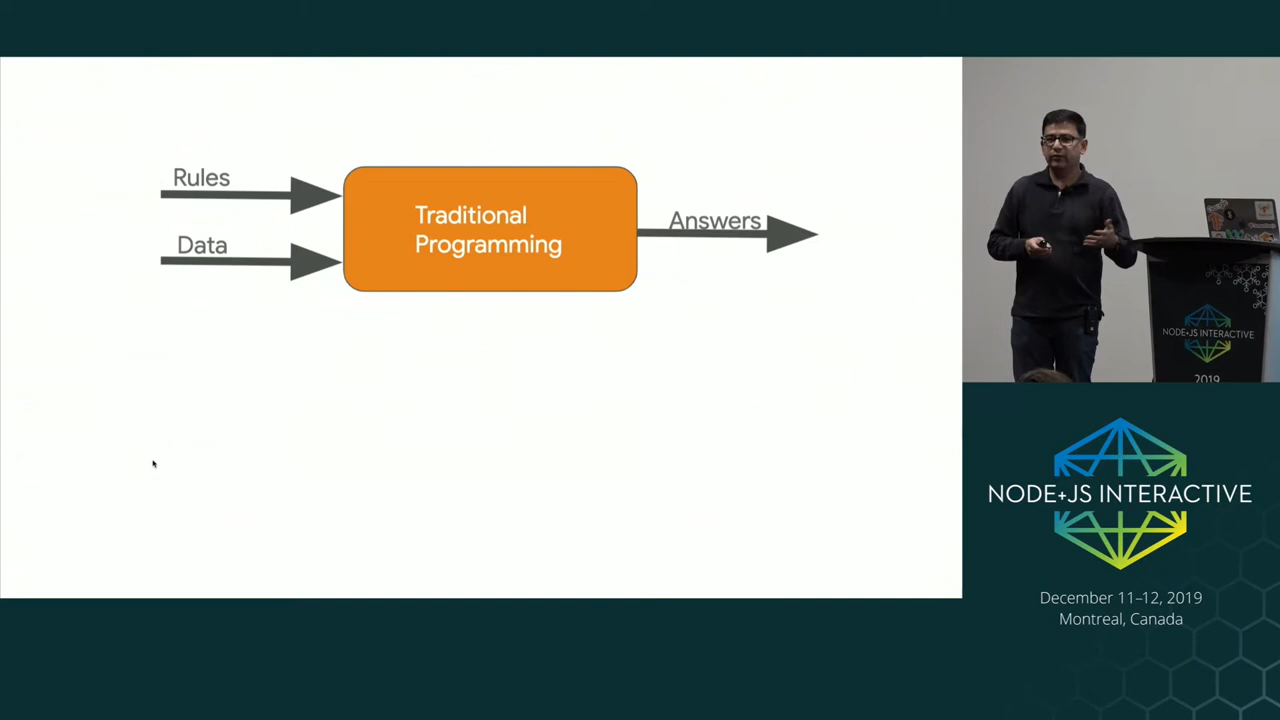 Rules
Data
Traditional
Programming
Answers
NODE+JS INTERACTIVE
2019
NODE+JS INTERACTIVE
December 11–12, 2019
Montreal, Canada